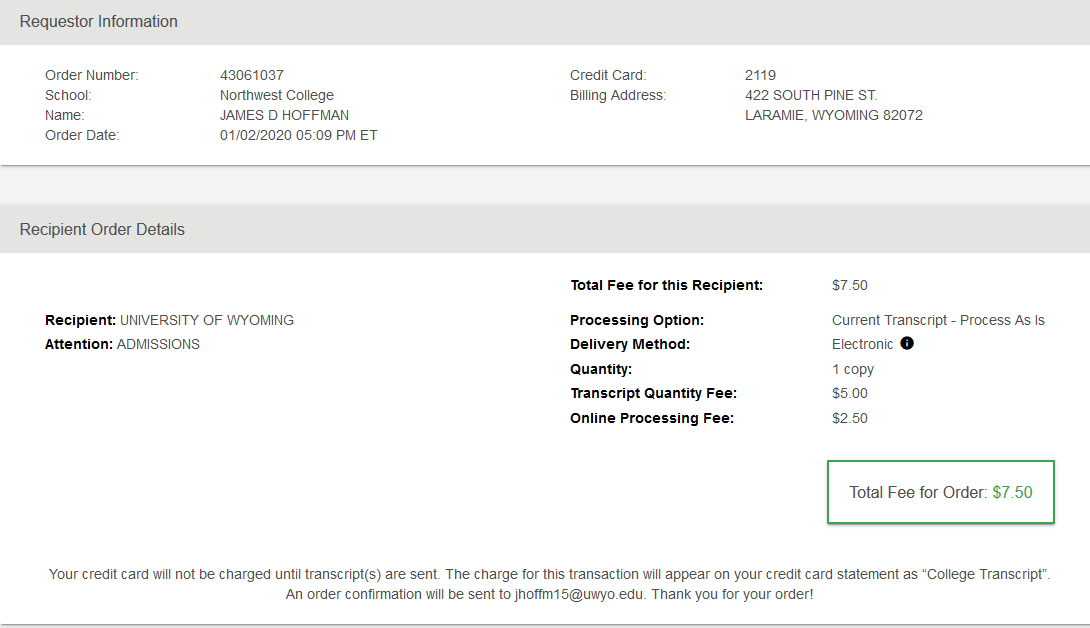 Requestor Information
Order Number: 43061037
School: Northwest College
Name: JAMES D HOFFMAN
Order Date: 01/02/2020 05:09 PM ET
Credit Card: 2119
Billing Address: 422 SOUTH PINE ST.
LARAMIE, WYOMING 82072
Recipient Order Details
Recipient: UNIVERSITY OF WYOMING
Attention: ADMISSIONS
Total Fee for this Recipient: $7.50
Processing Option: Current Transcript - Process As Is
Delivery Method: Electronic
Quantity: 1 copy
Transcript Quantity Fee: $5.00
Online Processing Fee: $2.50
Total Fee for Order: $7.50
Your credit card will not be charged until transcript(s) are sent. The charge for this transaction will appear on your credit card statement as “College Transcript”.
An order confirmation will be sent to jhoffm15@uwyo.edu. Thank you for your order!